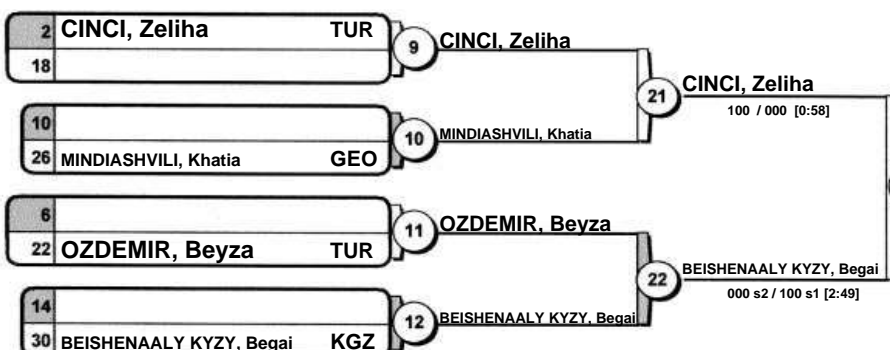 2 CINCI, Zeliha TUR
18
9
CINCI, Zeliha
10
26 MINDIASHVILI, Khatia GEO
10
MINDIASHVILI, Khatia
21
CINCI, Zeliha
100 / 000 [0:58]
6
22 OZDEMIR, Beyza TUR
11
OZDEMIR, Beyza
14
30 BEISHENAALY KYZY, Begai KGZ
12
BEISHENAALY KYZY, Begai
22
BEISHENAALY KYZY, Begai
000 s2 / 100 s1 [2:49]